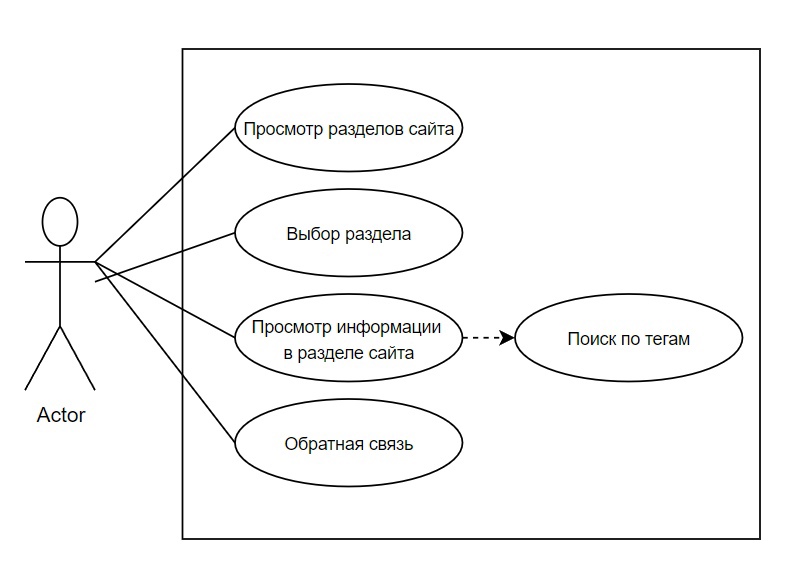 Просмотр разделов сайта
Выбор раздела
Просмотр информации
в разделе сайта
Поиск по тегам
Actor
Обратная связь